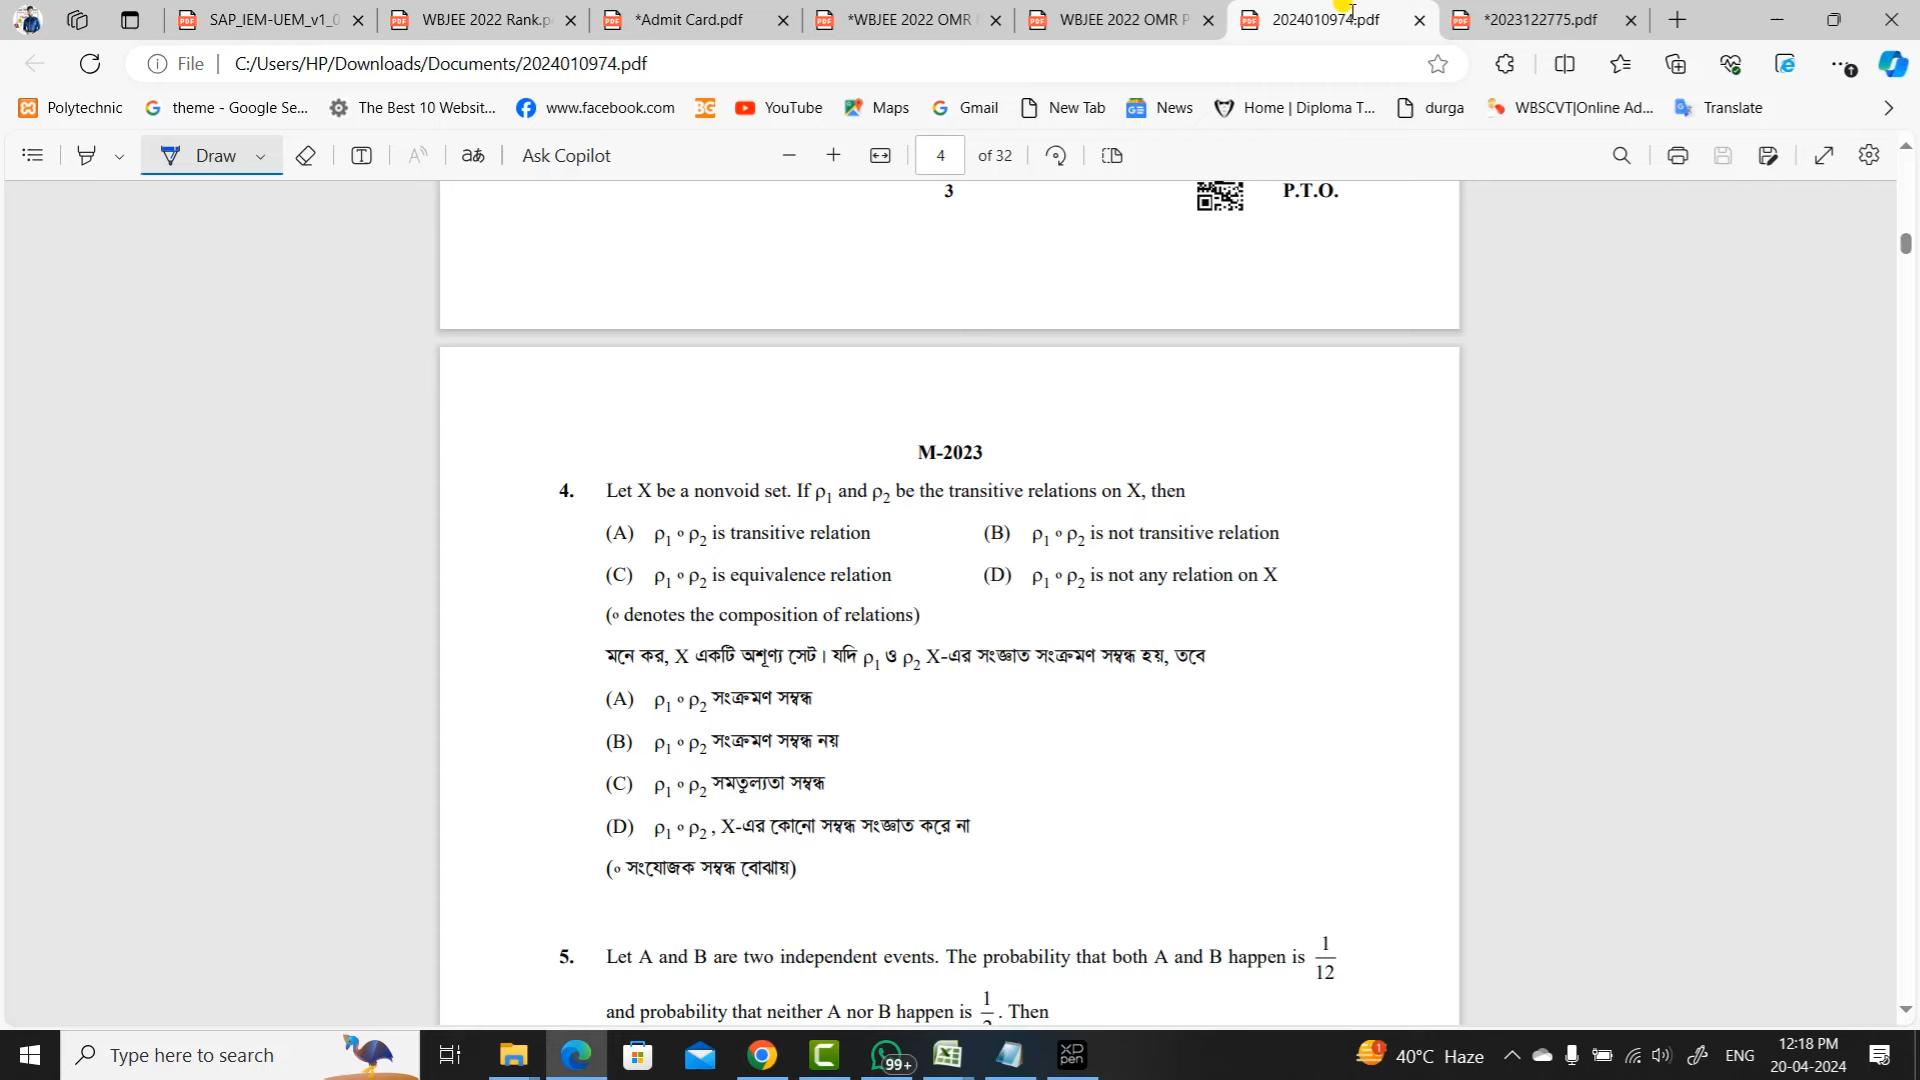 SAP_IEM-UEM_v1_0
WBJEE 2022 Rank.p
*Admit Card.pdf
*WBJEE 2022 OMR
WBJEE 2022 OMR P
2024010974.pdf
*2023122775.pdf
File
C:/Users/HP/Downloads/Documents/2024010974.pdf
Polytechnic
theme - Google Se...
The Best 10 Websit...
www.facebook.com
YouTube
Maps
Gmail
New Tab
News
Home | Diploma T...
durga
WBSCVT|Online Ad...
Translate
Draw
Ask Copilot
4 of 32
3
P.T.O.
M-2023
4. Let X be a nonvoid set. If ρ1 and ρ2 be the transitive relations on X, then
(A) ρ1 ∘ ρ2 is transitive relation (B) ρ1 ∘ ρ2 is not transitive relation
(C) ρ1 ∘ ρ2 is equivalence relation (D) ρ1 ∘ ρ2 is not any relation on X
(∘ denotes the composition of relations)
মনে কর, X একটি অশূণ্য সেট। যদি ρ1 ও ρ2 X-এর সংজ্ঞাত সংক্রমণ সম্বন্ধ হয়, তবে
(A) ρ1 ∘ ρ2 সংক্রমণ সম্বন্ধ
(B) ρ1 ∘ ρ2 সংক্রমণ সম্বন্ধ নয়
(C) ρ1 ∘ ρ2 সমতুল্যতা সম্বন্ধ
(D) ρ1 ∘ ρ2 , X-এর কোনো সম্বন্ধ সংজ্ঞাত করে না
(∘ সংযোজক সম্বন্ধ বোঝায়)
5. Let A and B are two independent events. The probability that both A and B happen is 1/12
and probability that neither A nor B happen is 1/2. Then
Type here to search
99+
XP
pen
1
40°C Haze
ENG
12:18 PM
20-04-2024